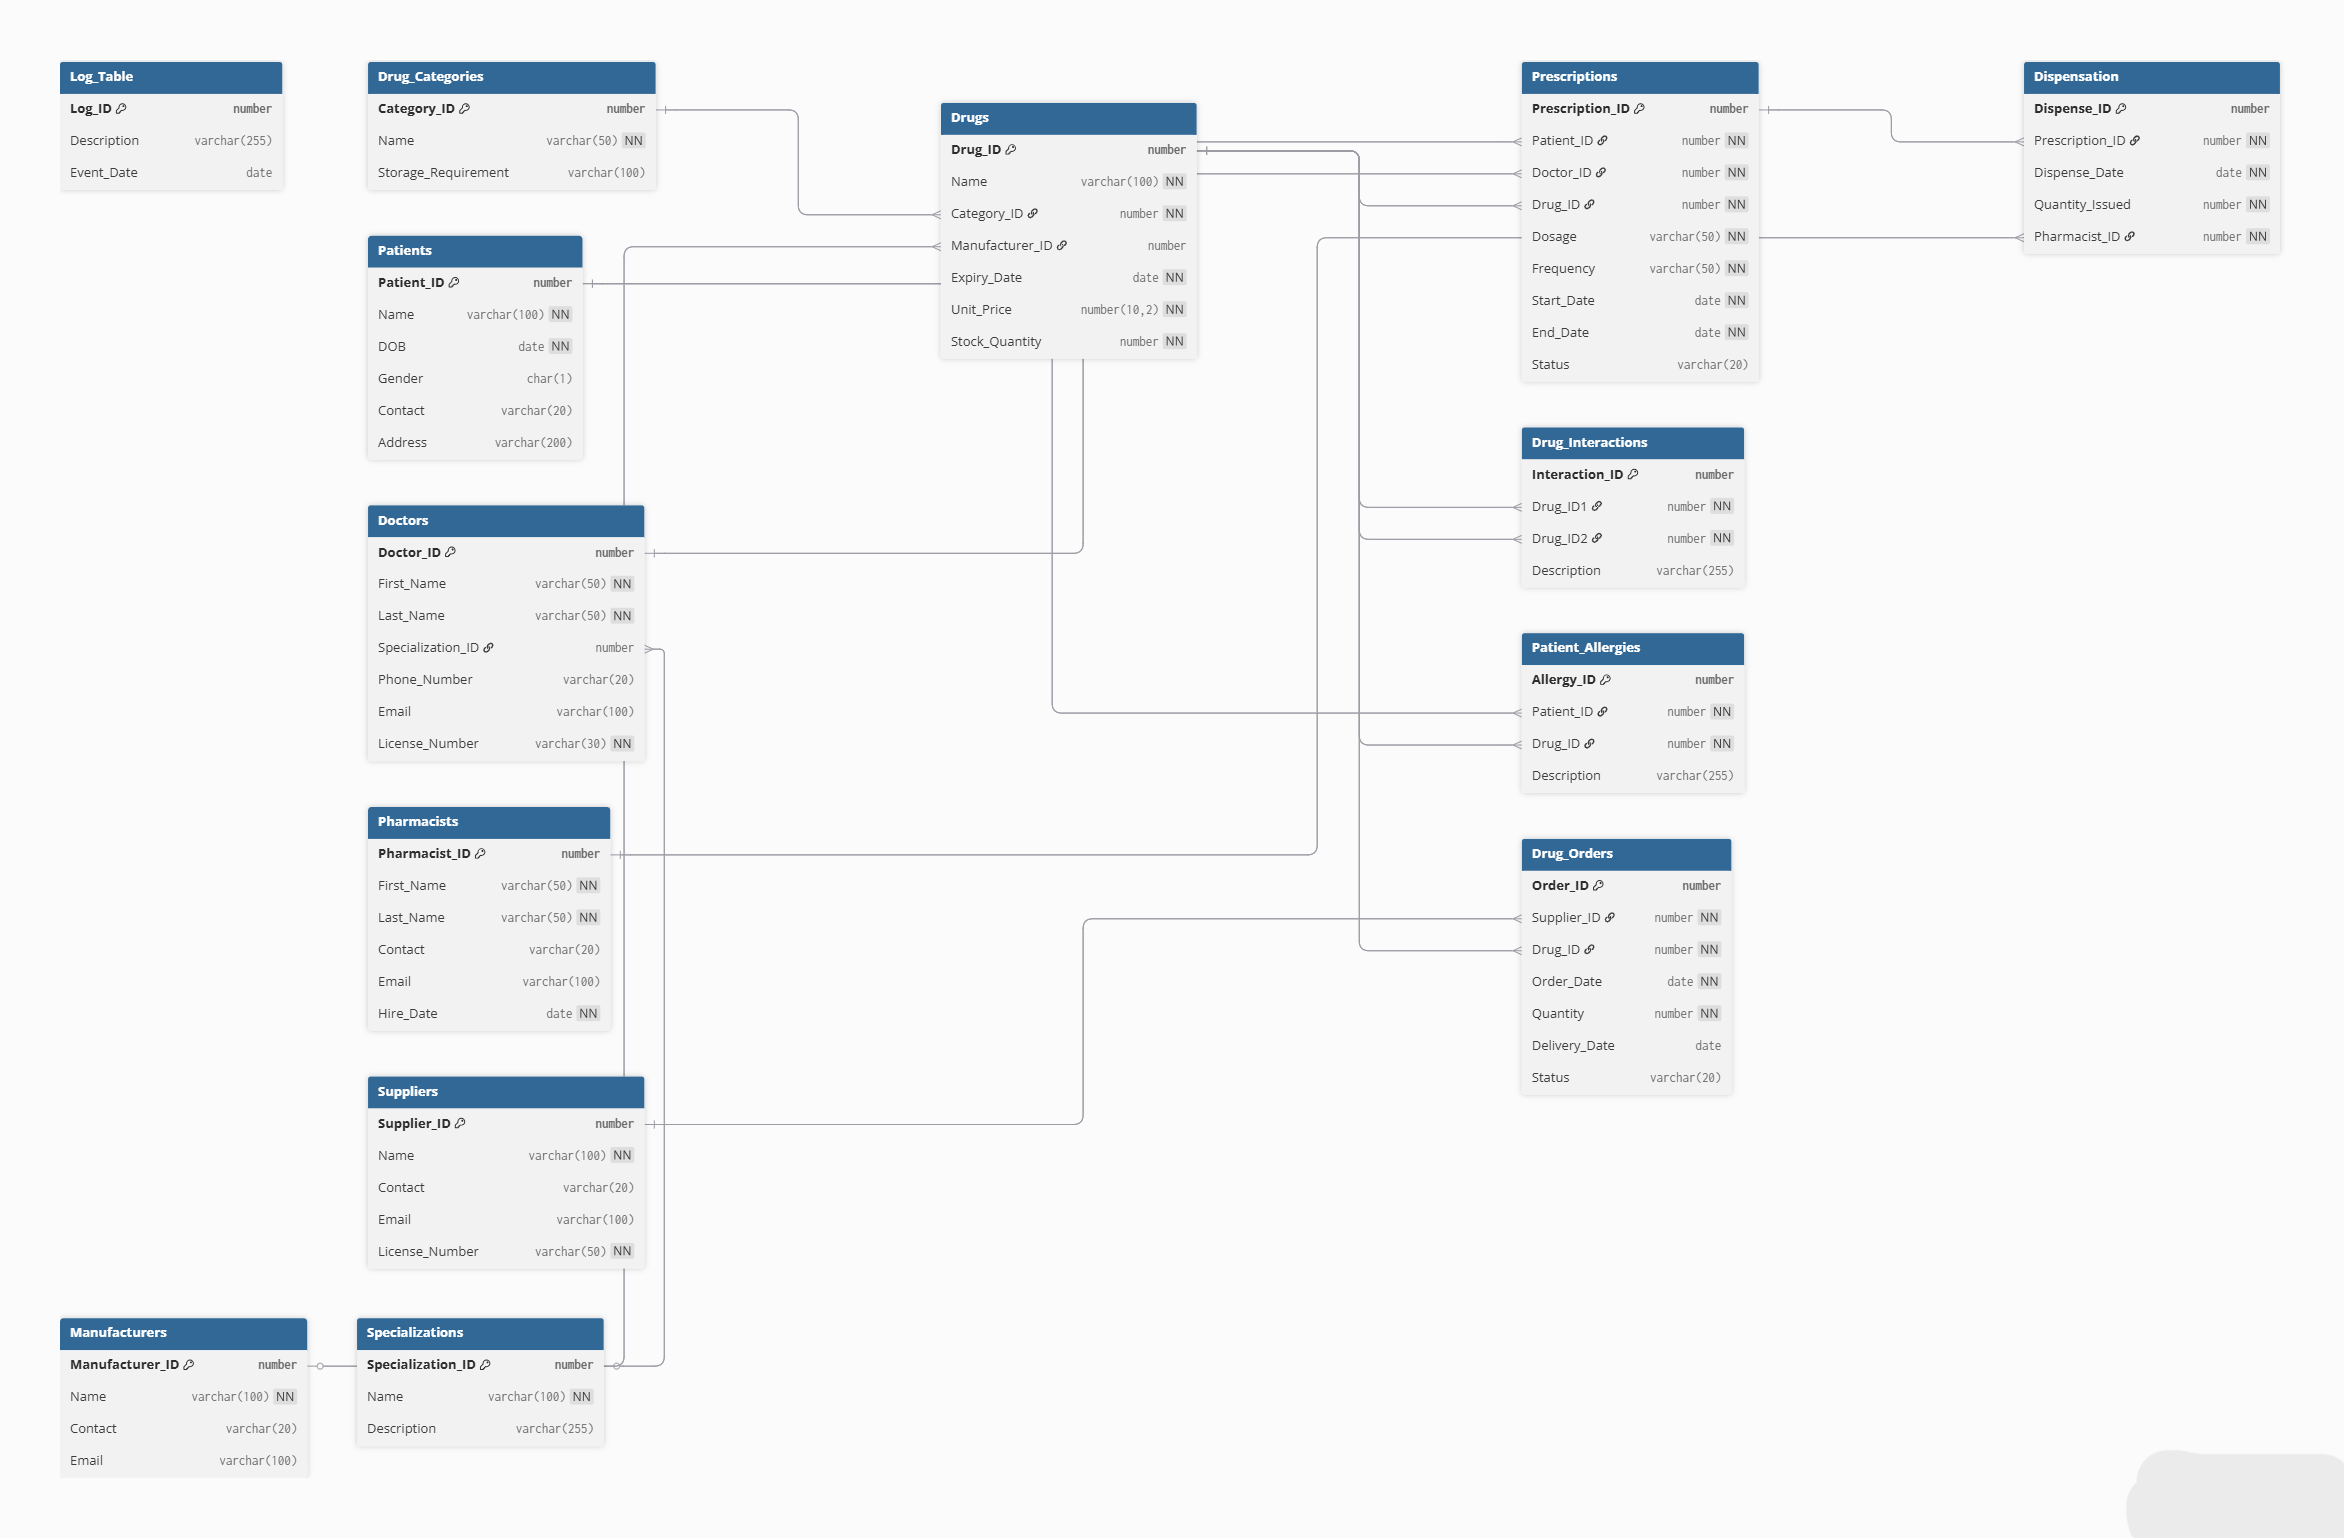 Log_Table
Log_ID number
Description varchar(255)
Event_Date date
Drug_Categories
Category_ID number
Name varchar(50) NN
Storage_Requirement varchar(100)
Patients
Patient_ID number
Name varchar(100) NN
DOB date NN
Gender char(1)
Contact varchar(20)
Address varchar(200)
Doctors
Doctor_ID number
First_Name varchar(50) NN
Last_Name varchar(50) NN
Specialization_ID number
Phone_Number varchar(20)
Email varchar(100)
License_Number varchar(30) NN
Pharmacists
Pharmacist_ID number
First_Name varchar(50) NN
Last_Name varchar(50) NN
Contact varchar(20)
Email varchar(100)
Hire_Date date NN
Suppliers
Supplier_ID number
Name varchar(100) NN
Contact varchar(20)
Email varchar(100)
License_Number varchar(50) NN
Manufacturers
Manufacturer_ID number
Name varchar(100) NN
Contact varchar(20)
Email varchar(100)
Specializations
Specialization_ID number
Name varchar(100) NN
Description varchar(255)
Drugs
Drug_ID number
Name varchar(100) NN
Category_ID number NN
Manufacturer_ID number
Expiry_Date date NN
Unit_Price number(10,2) NN
Stock_Quantity number NN
Prescriptions
Prescription_ID number
Patient_ID number NN
Doctor_ID number NN
Drug_ID number NN
Dosage varchar(50) NN
Frequency varchar(50) NN
Start_Date date NN
End_Date date NN
Status varchar(20)
Drug_Interactions
Interaction_ID number
Drug_ID1 number NN
Drug_ID2 number NN
Description varchar(255)
Patient_Allergies
Allergy_ID number
Patient_ID number NN
Drug_ID number NN
Description varchar(255)
Drug_Orders
Order_ID number
Supplier_ID number NN
Drug_ID number NN
Order_Date date NN
Quantity number NN
Delivery_Date date
Status varchar(20)
Dispensation
Dispense_ID number
Prescription_ID number NN
Dispense_Date date NN
Quantity_Issued number NN
Pharmacist_ID number NN